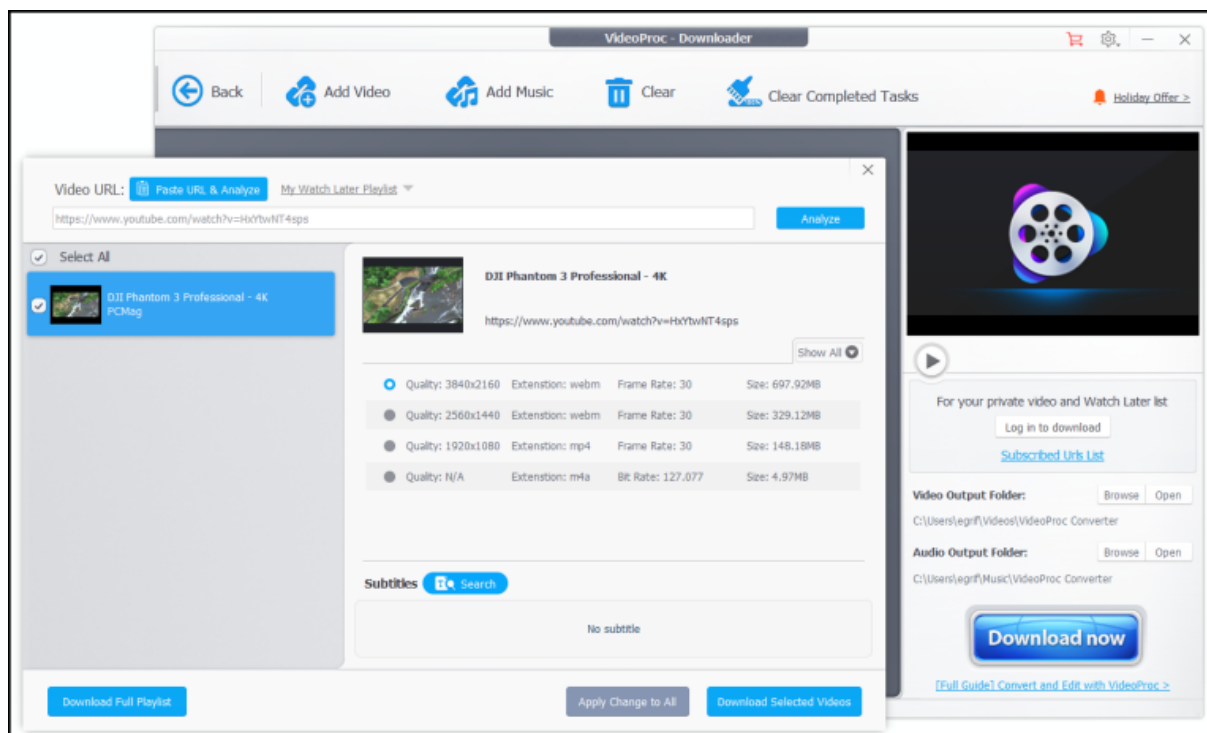 VideoProc - Downloader
Back
Add Video
Add Music
Clear
Clear Completed Tasks
Holiday Offer >
Video URL:
Paste URL & Analyze
My Watch Later Playlist
https://www.youtube.com/watch?v=HxYtwNT4sps
Analyze
Select All
DJI Phantom 3 Professional - 4K
PCMag
DJI Phantom 3 Professional - 4K
https://www.youtube.com/watch?v=HxYtwNT4sps
Show All
Quality: 3840x2160 Extenstion: webm Frame Rate: 30 Size: 697.92MB
Quality: 2560x1440 Extenstion: webm Frame Rate: 30 Size: 329.12MB
Quality: 1920x1080 Extenstion: mp4 Frame Rate: 30 Size: 148.18MB
Quality: N/A Extenstion: m4a Bit Rate: 127.077 Size: 4.97MB
Subtitles
Search
No subtitle
Download Full Playlist
Apply Change to All
Download Selected Videos
For your private video and Watch Later list
Log in to download
Subscribed Urls List
Video Output Folder: Browse Open
C:\Users\egrif\Videos\VideoProc Converter
Audio Output Folder: Browse Open
C:\Users\egrif\Music\VideoProc Converter
Download now
[Full Guide] Convert and Edit with VideoProc >